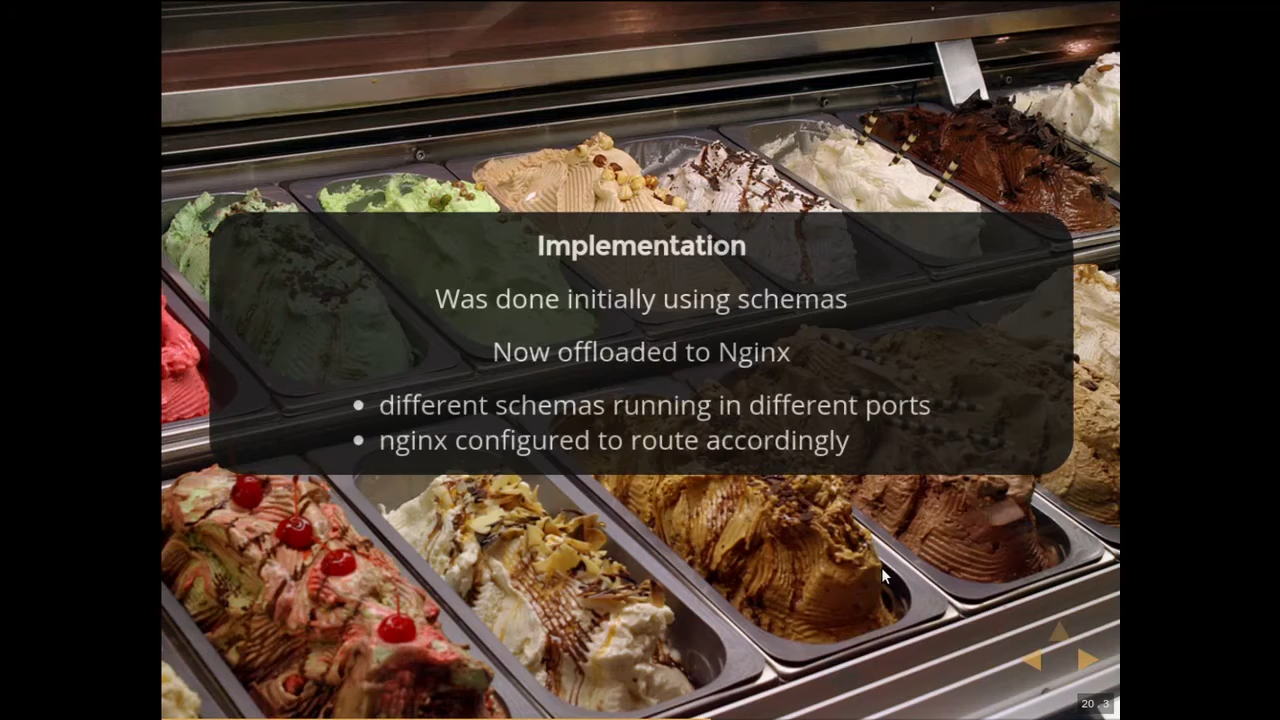 Implementation
Was done initially using schemas
Now offloaded to Nginx
different schemas running in different ports
nginx configured to route accordingly
20 . 3